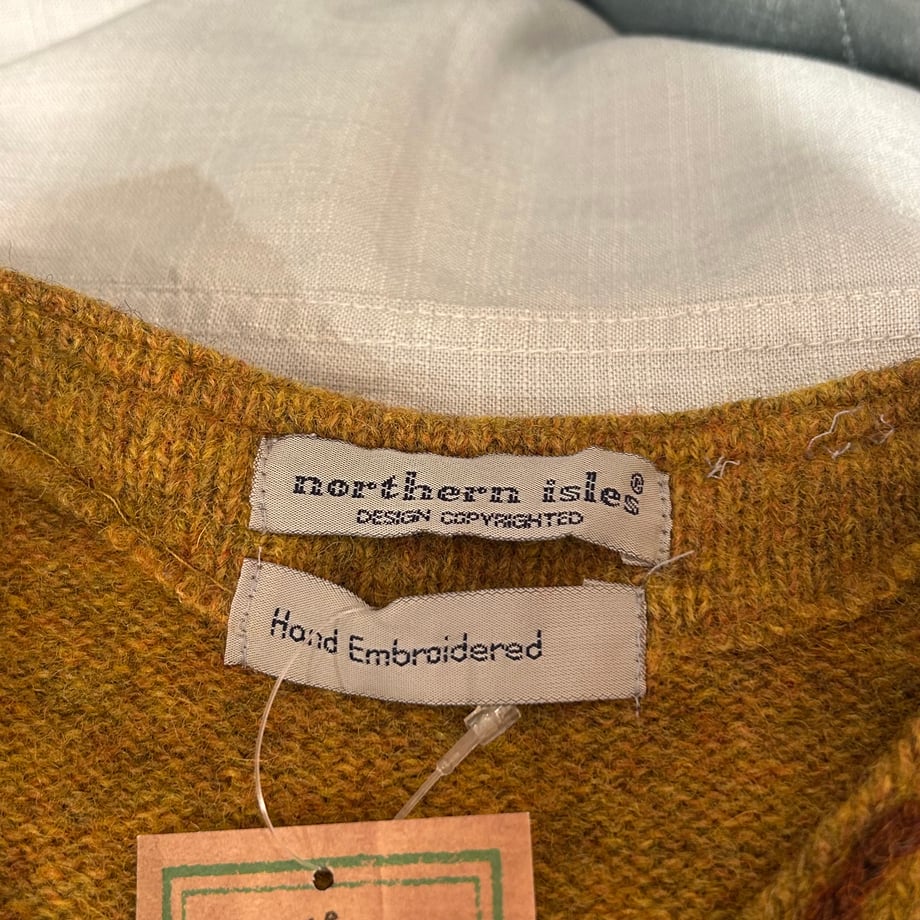 northern isles®
DESIGN COPYRIGHTED
Hand Embroidered